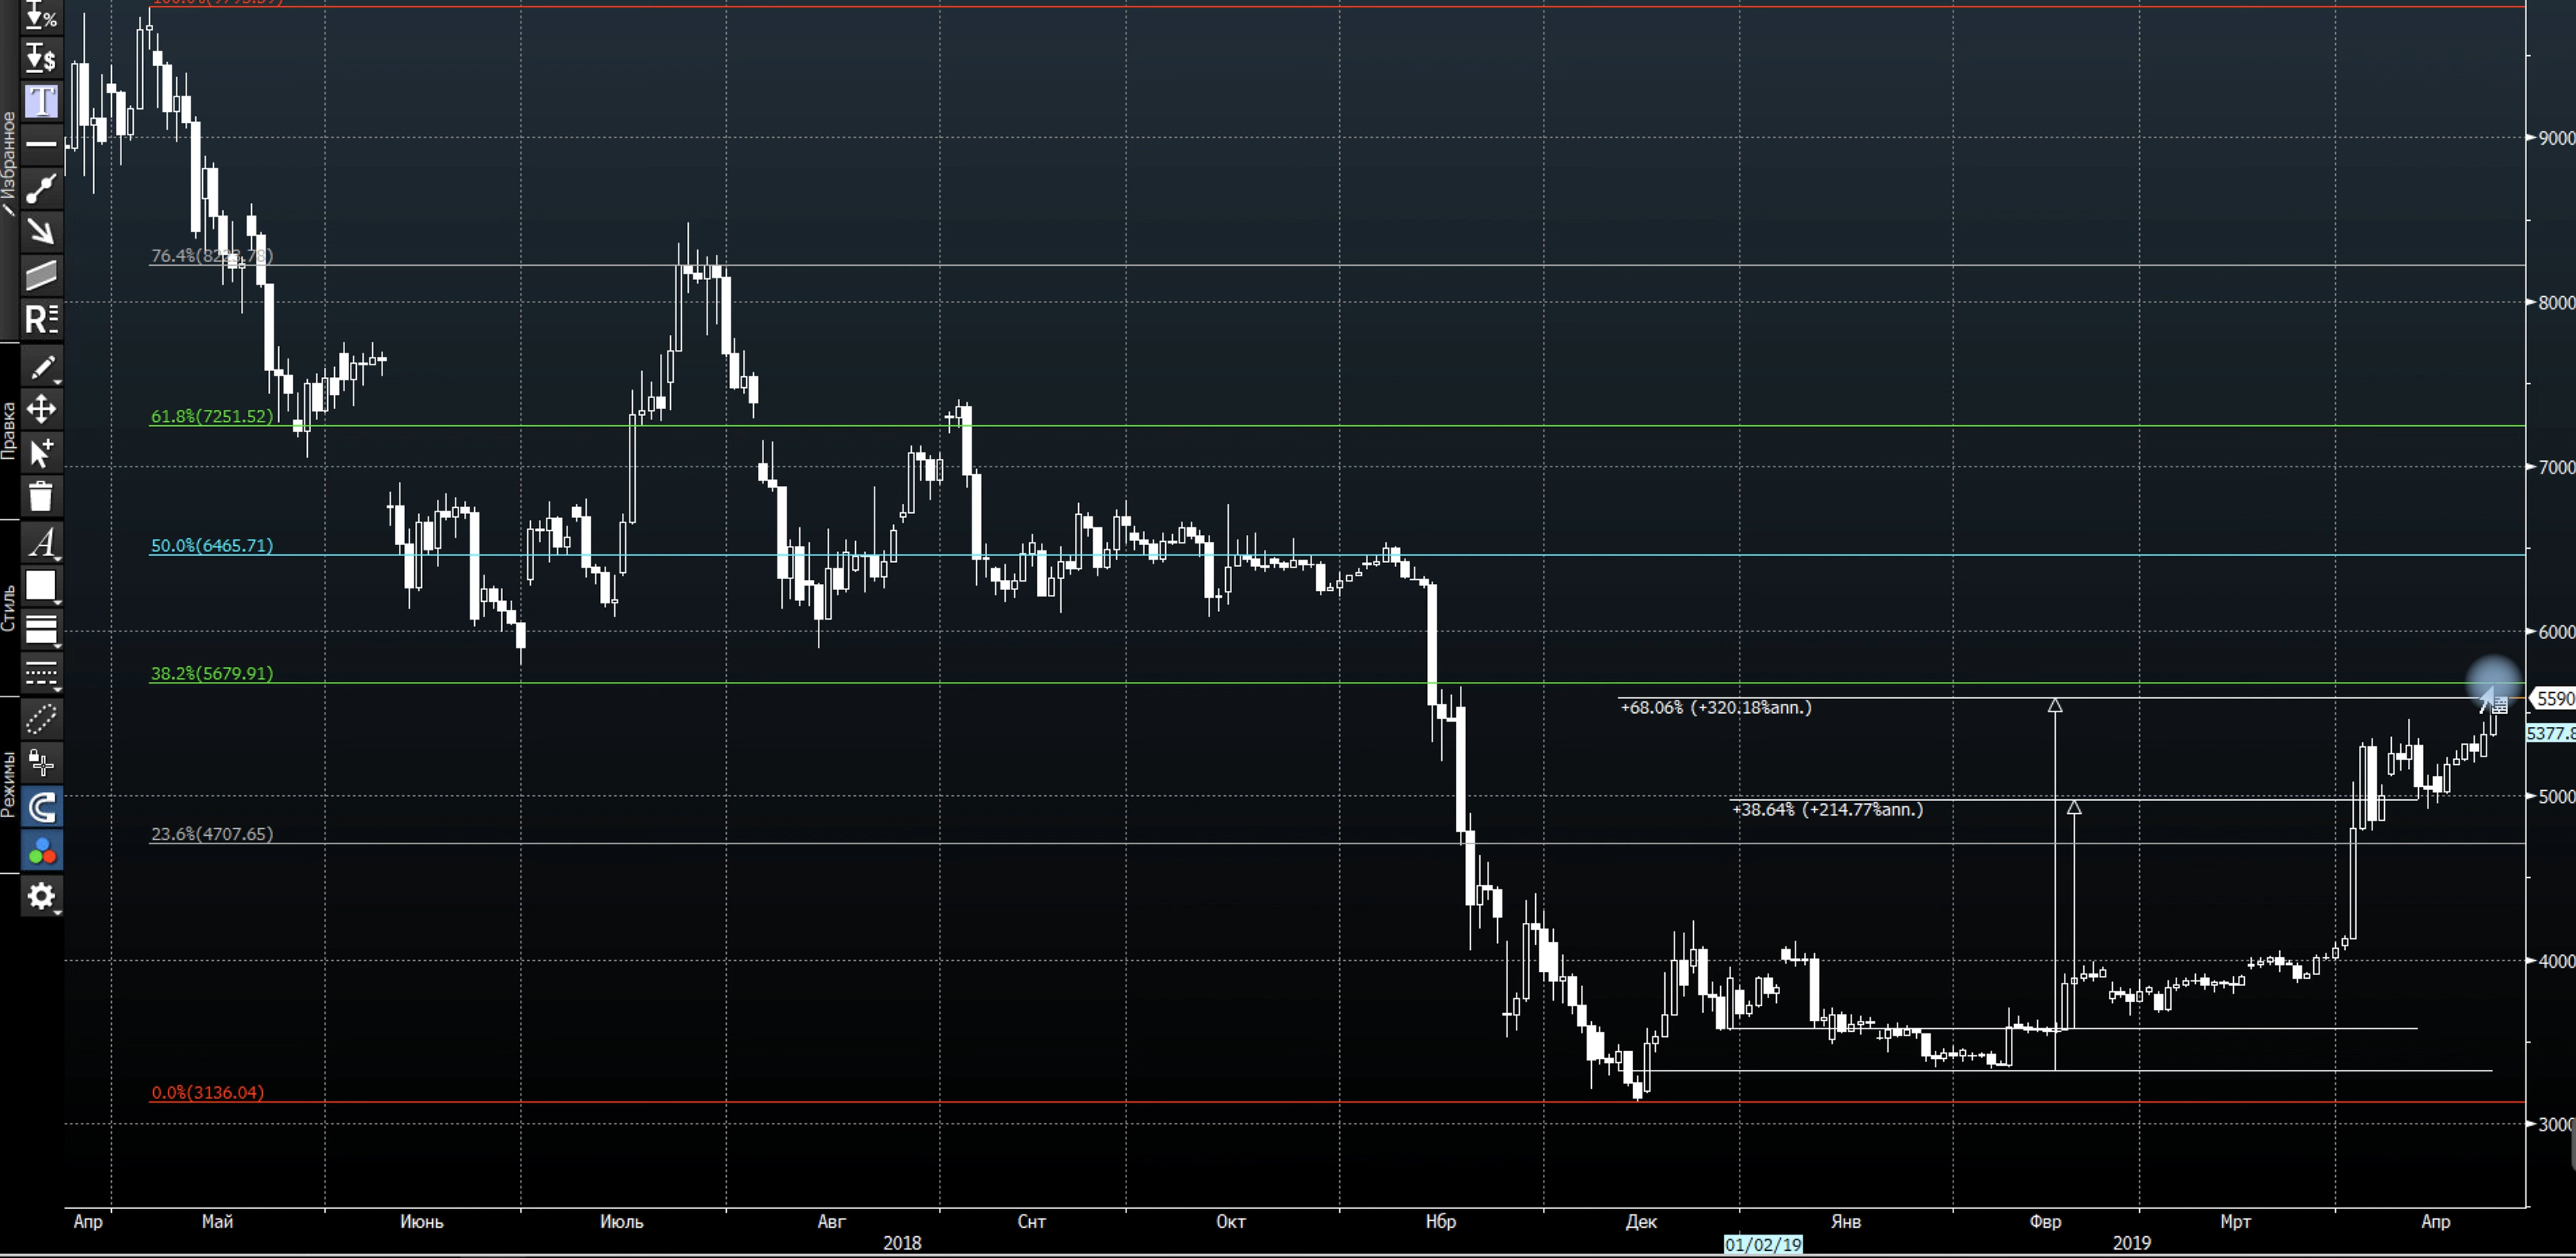 %
$
T
R
A
Избранное
Правка
Стиль
Режимы
76.4%(8223.78)
61.8%(7251.52)
50.0%(6465.71)
38.2%(5679.91)
+68.06% (+320.18%ann.)
+38.64% (+214.77%ann.)
23.6%(4707.65)
0.0%(3136.04)
9000
8000
7000
6000
5590
5377.8
5000
4000
3000
Апр Май Июнь Июль Авг Снт Окт Нбр Дек Янв Фвр Мрт Апр
2018 01/02/19 2019